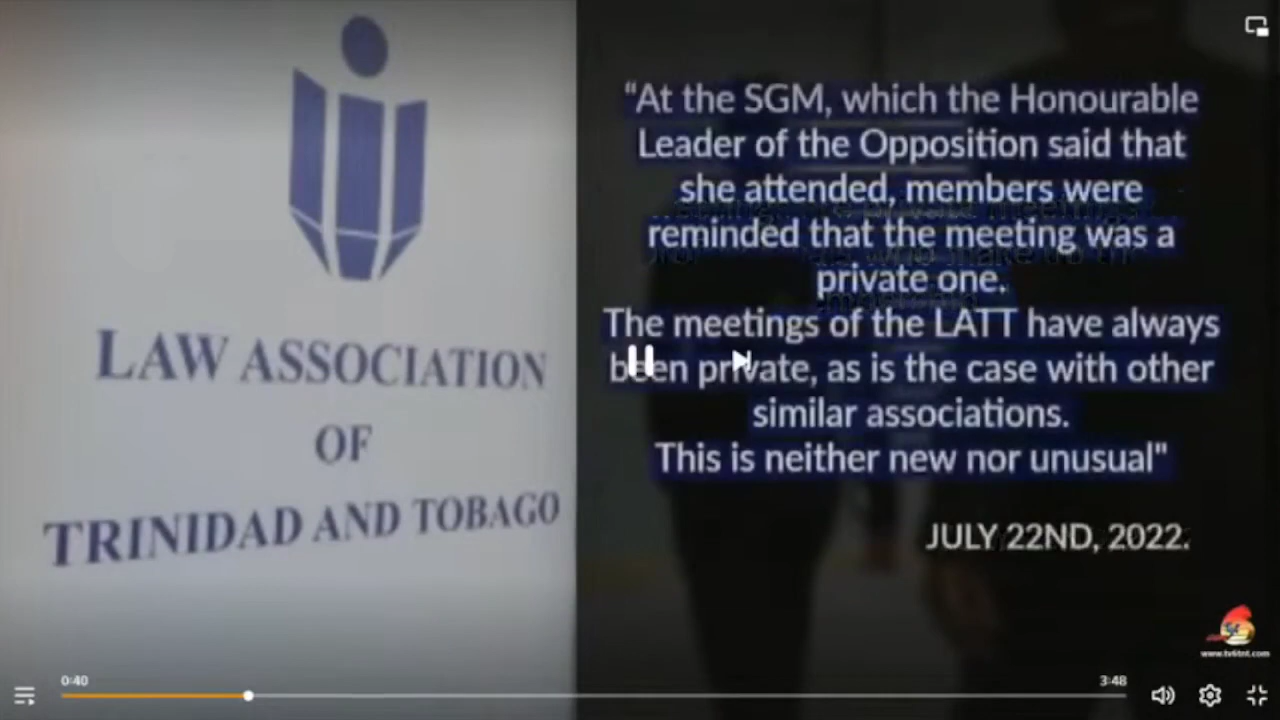 LAW ASSOCIATION
OF
TRINIDAD AND TOBAGO
“At the SGM, which the Honourable
Leader of the Opposition said that
she attended, members were
reminded that the meeting was a
private one.
The meetings of the LATT have always
been private, as is the case with other
similar associations.
This is neither new nor unusual"
JULY 22ND, 2022.
www.tv6tnt.com
0:40
3:48